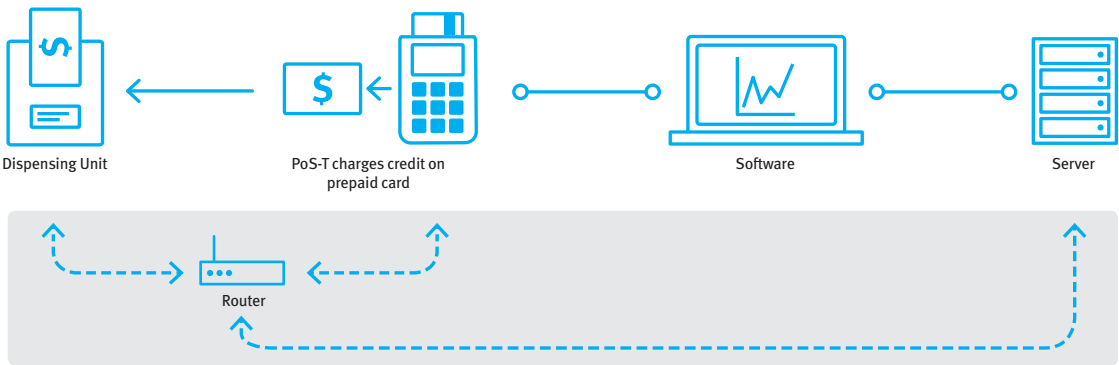 $
$
Dispensing Unit
PoS-T charges credit on
prepaid card
Software
Server
Router